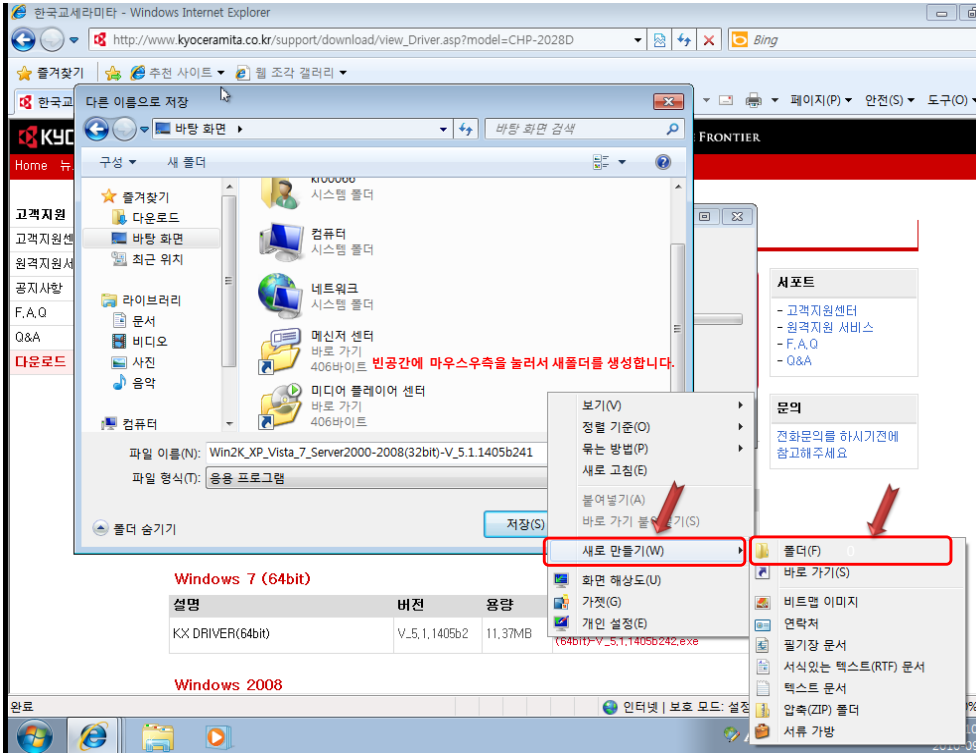 한국교세라미타 - Windows Internet Explorer
http://www.kyoceramita.co.kr/support/download/view_Driver.asp?model=CHP-2028D
Bing
즐겨찾기
추천 사이트
웹 조각 갤러리
한국교
페이지(P)
안전(S)
도구(O)
다른 이름으로 저장
바탕 화면
바탕 화면 검색
FRONTIER
구성
새 폴더
Home
고객지원
고객지원센
원격지원서
공지사항
F.A.Q
Q&A
다운로드
즐겨찾기
다운로드
바탕 화면
최근 위치
라이브러리
문서
비디오
사진
음악
컴퓨터
kr00066
시스템 폴더
컴퓨터
시스템 폴더
네트워크
시스템 폴더
메신저 센터
바로 가기
406바이트
빈공간에 마우스우측을 눌러서 새폴더를 생성합니다.
미디어 플레이어 센터
바로 가기
406바이트
파일 이름(N): Win2K_XP_Vista_7_Server2000-2008(32bit)-V_5.1.1405b241
파일 형식(T): 응용 프로그램
폴더 숨기기
저장(S)
서포트
- 고객지원센터
- 원격지원 서비스
- F.A.Q
- Q&A
문의
전화문의를 하시기전에
참고해주세요
보기(V)
정렬 기준(O)
묶는 방법(P)
새로 고침(E)
붙여넣기(A)
바로 가기
새로 만들기(W)
화면 해상도(U)
가젯(G)
개인 설정(E)
폴더(F)
바로 가기(S)
비트맵 이미지
연락처
필기장 문서
서식있는 텍스트(RTF) 문서
텍스트 문서
압축(ZIP) 폴더
서류 가방
Windows 7 (64bit)
설명 버전 용량
KX DRIVER(64bit) V_5,1,1405b2 11,37MB
(64bit)-V_5,1,1405b242,exe
Windows 2008
완료
인터넷 | 보호 모드: 설정